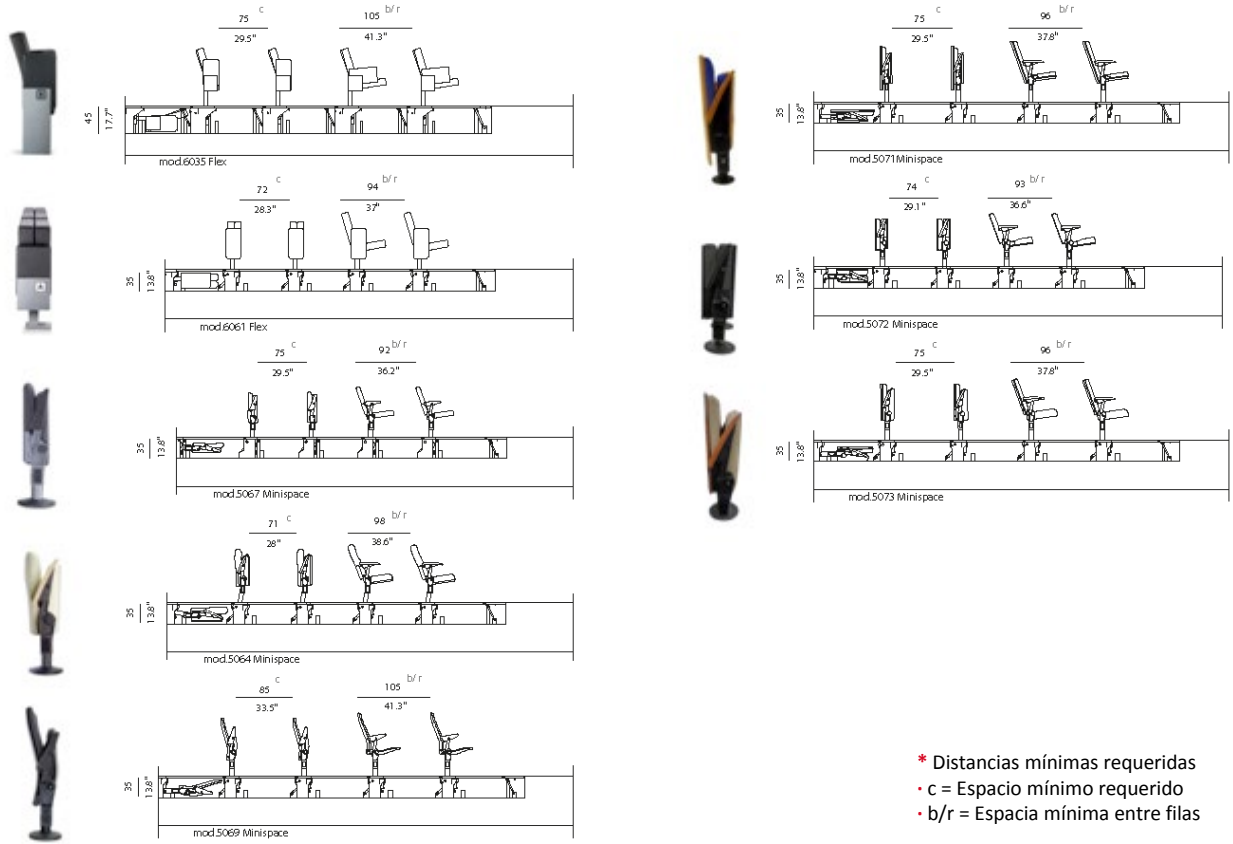 c b/r
75 105
29.5" 41.3"
45 17.7"
mod.6035 Flex
c b/r
72 94
28.3" 37"
35 13.8"
mod.6061 Flex
c b/r
75 92
29.5" 36.2"
35 13.8"
mod.5067 Minispace
c b/r
71 98
28" 38.6"
35 13.8"
mod.5064 Minispace
c b/r
85 105
33.5" 41.3"
35 13.8"
mod.5069 Minispace
c b/r
75 96
29.5" 37.8"
35 13.8"
mod.5071 Minispace
c b/r
74 93
29.1" 36.6"
35 13.8"
mod.5072 Minispace
c b/r
75 96
29.5" 37.8"
35 13.8"
mod.5073 Minispace
* Distancias mínimas requeridas
· c = Espacio mínimo requerido
· b/r = Espacia mínima entre filas